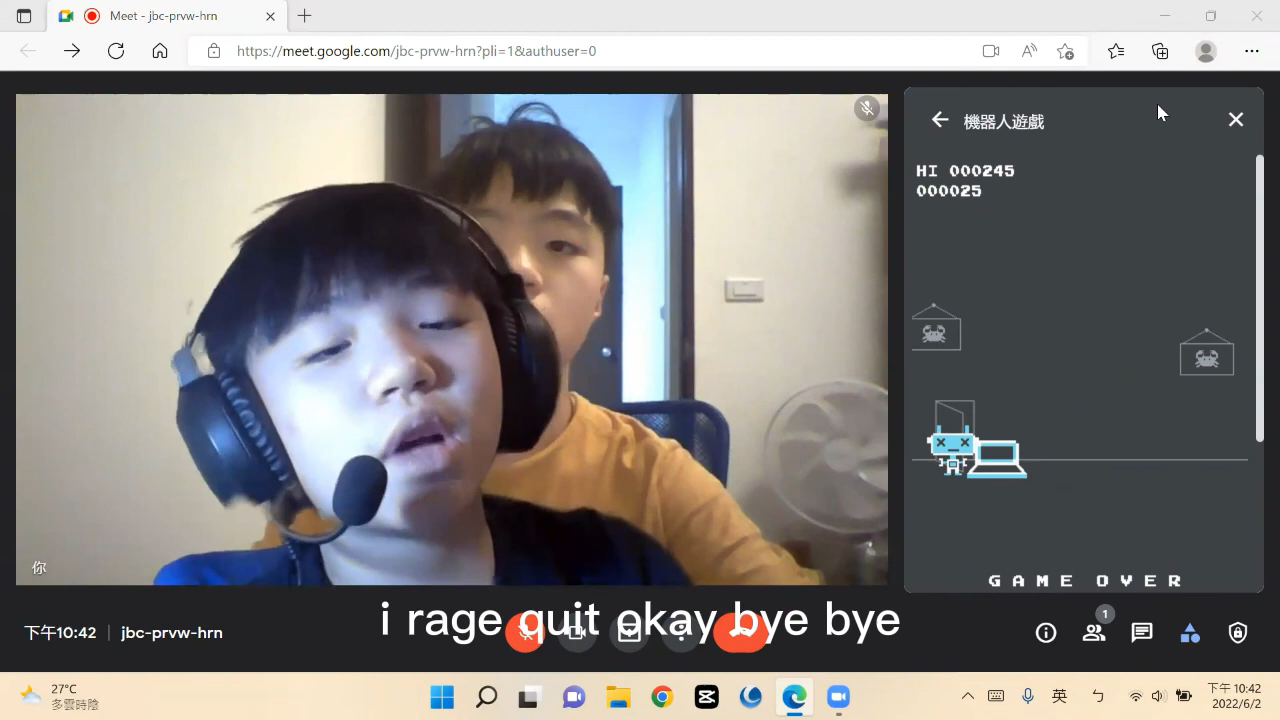 Meet - jbc-prvw-hrn
https://meet.google.com/jbc-prvw-hrn?pli=1&authuser=0
機器人遊戲
HI 000245
000025
GAME OVER
你
i rage quit okay bye bye
下午10:42 | jbc-prvw-hrn
1
27°C
多雲時陰
英
ㄅ
下午 10:42
2022/6/2